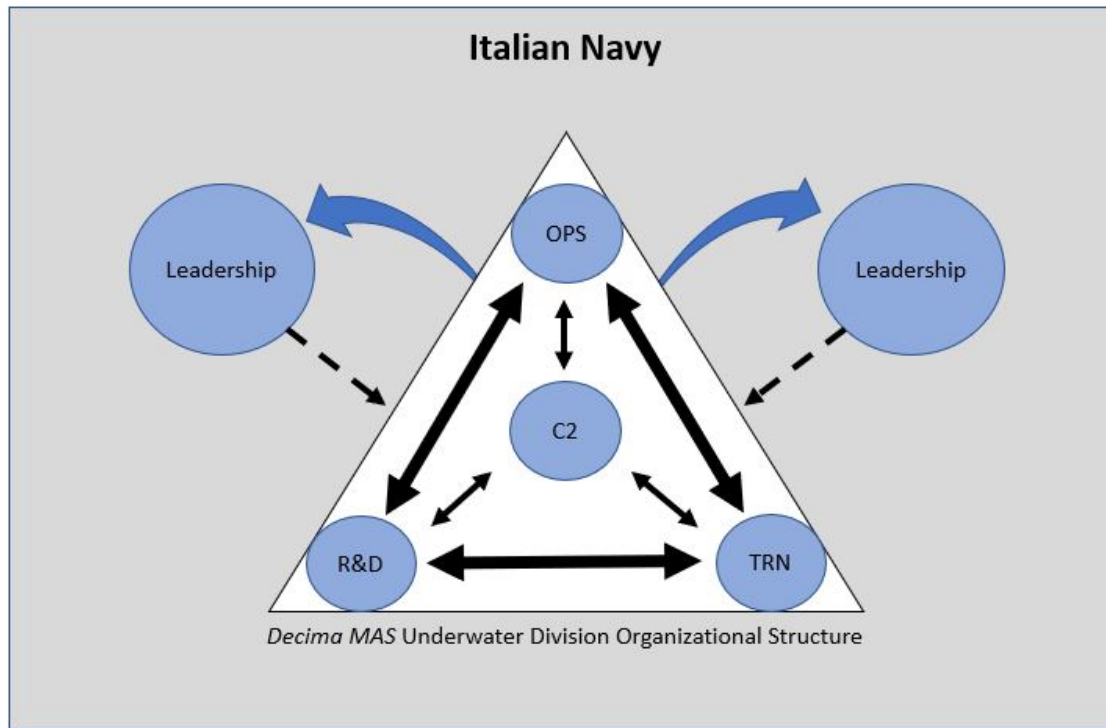 Italian Navy
OPS
Leadership
Leadership
C2
R&D
TRN
Decima MAS Underwater Division Organizational Structure